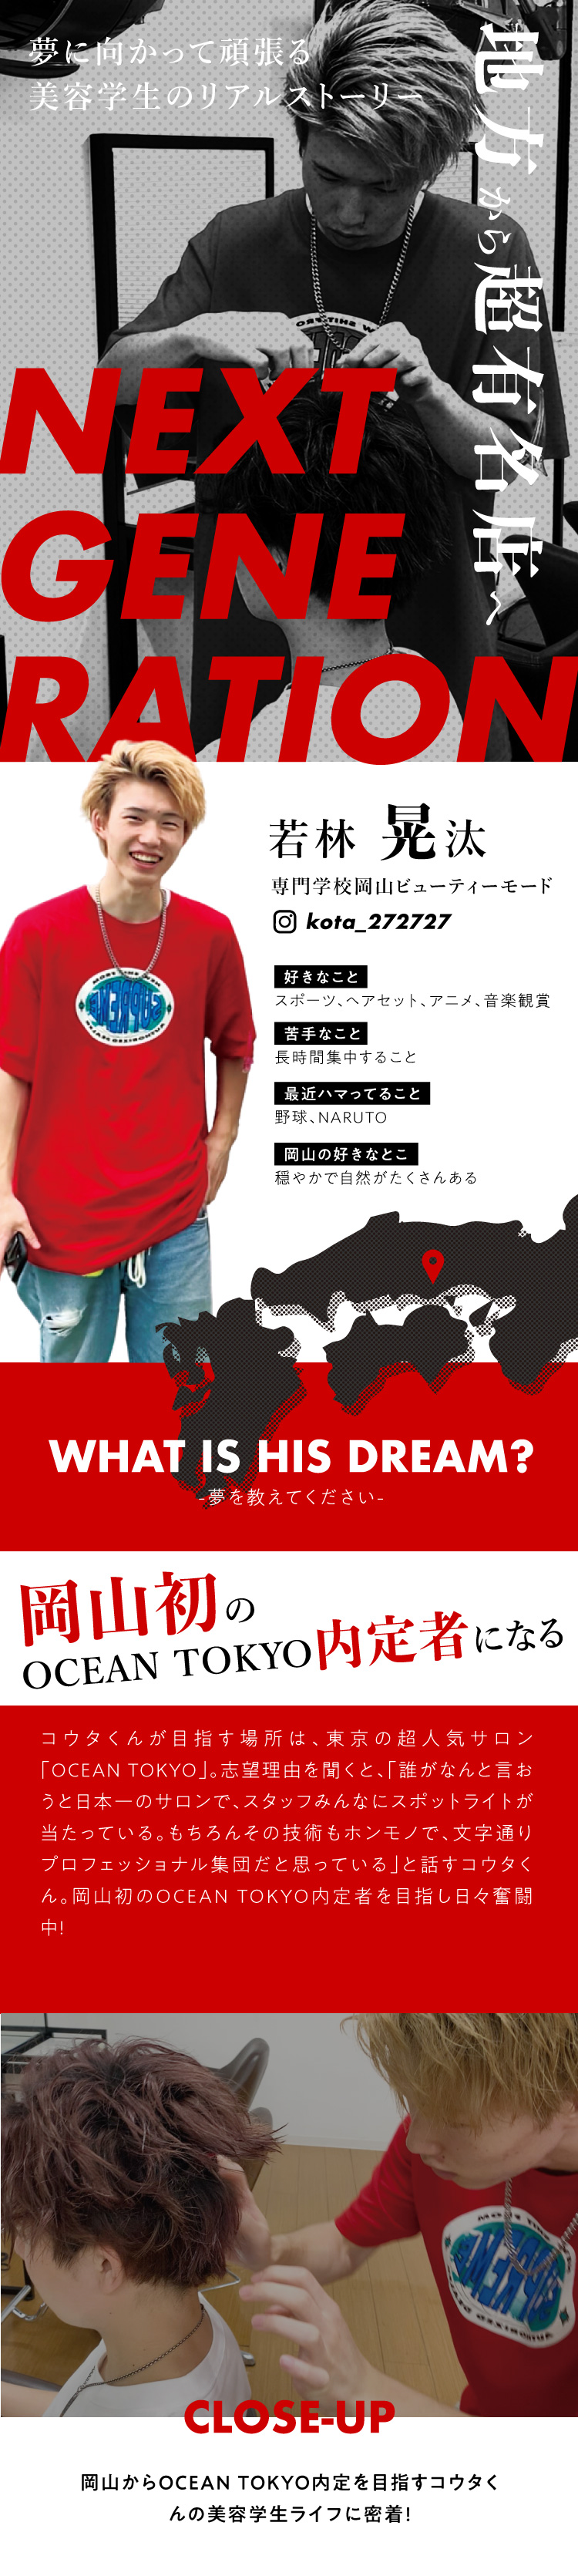 夢に向かって頑張る
美容学生のリアルストーリー
地方から超有名店へ
NEXT
GENE
RATION
若林 晃汰
専門学校岡山ビューティーモード
kota_272727
好きなこと
スポーツ、ヘアセット、アニメ、音楽観賞
苦手なこと
長時間集中すること
最近ハマってること
野球、NARUTO
岡山の好きなとこ
穏やかで自然がたくさんある
WHAT IS HIS DREAM?
-夢を教えてください-
岡山初の
OCEAN TOKYO内定者になる
コウタくんが目指す場所は、東京の超人気サロン
「OCEAN TOKYO」。志望理由を聞くと、「誰がなんと言お
うと日本一のサロンで、スタッフみんなにスポットライトが
当たっている。もちろんその技術もホンモノで、文字通り
プロフェッショナル集団だと思っている」と話すコウタく
ん。岡山初のOCEAN TOKYO内定者を目指し日々奮闘
中!
CLOSE-UP
岡山からOCEAN TOKYO内定を目指すコウタく
んの美容学生ライフに密着!